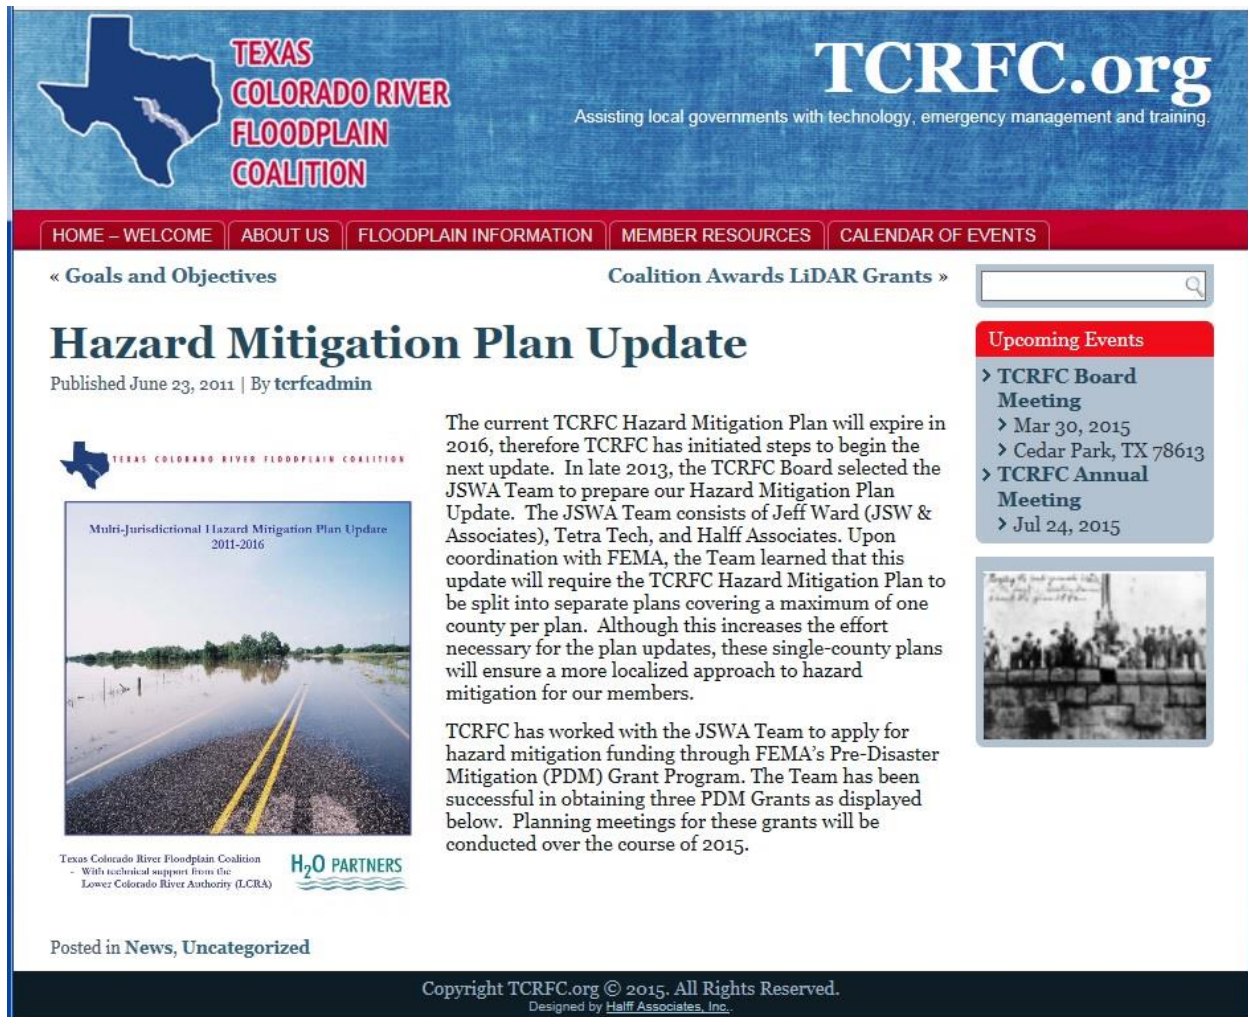 TEXAS
COLORADO RIVER
FLOODPLAIN
COALITION
TCRFC.org
Assisting local governments with technology, emergency management and training.
HOME – WELCOME
ABOUT US
FLOODPLAIN INFORMATION
MEMBER RESOURCES
CALENDAR OF EVENTS
« Goals and Objectives
Coalition Awards LiDAR Grants »
Hazard Mitigation Plan Update
Published June 23, 2011 | By tcrfcadmin
TEXAS COLORADO RIVER FLOODPLAIN COALITION
Multi-Jurisdictional Hazard Mitigation Plan Update
2011-2016
Texas Colorado River Floodplain Coalition
- With technical support from the
Lower Colorado River Authority (LCRA)
H2O PARTNERS
The current TCRFC Hazard Mitigation Plan will expire in
2016, therefore TCRFC has initiated steps to begin the
next update. In late 2013, the TCRFC Board selected the
JSWA Team to prepare our Hazard Mitigation Plan
Update. The JSWA Team consists of Jeff Ward (JSW &
Associates), Tetra Tech, and Halff Associates. Upon
coordination with FEMA, the Team learned that this
update will require the TCRFC Hazard Mitigation Plan to
be split into separate plans covering a maximum of one
county per plan. Although this increases the effort
necessary for the plan updates, these single-county plans
will ensure a more localized approach to hazard
mitigation for our members.
TCRFC has worked with the JSWA Team to apply for
hazard mitigation funding through FEMA's Pre-Disaster
Mitigation (PDM) Grant Program. The Team has been
successful in obtaining three PDM Grants as displayed
below. Planning meetings for these grants will be
conducted over the course of 2015.
Posted in News, Uncategorized
Upcoming Events
TCRFC Board
Meeting
Mar 30, 2015
Cedar Park, TX 78613
TCRFC Annual
Meeting
Jul 24, 2015
Copyright TCRFC.org © 2015. All Rights Reserved.
Designed by Halff Associates, Inc..